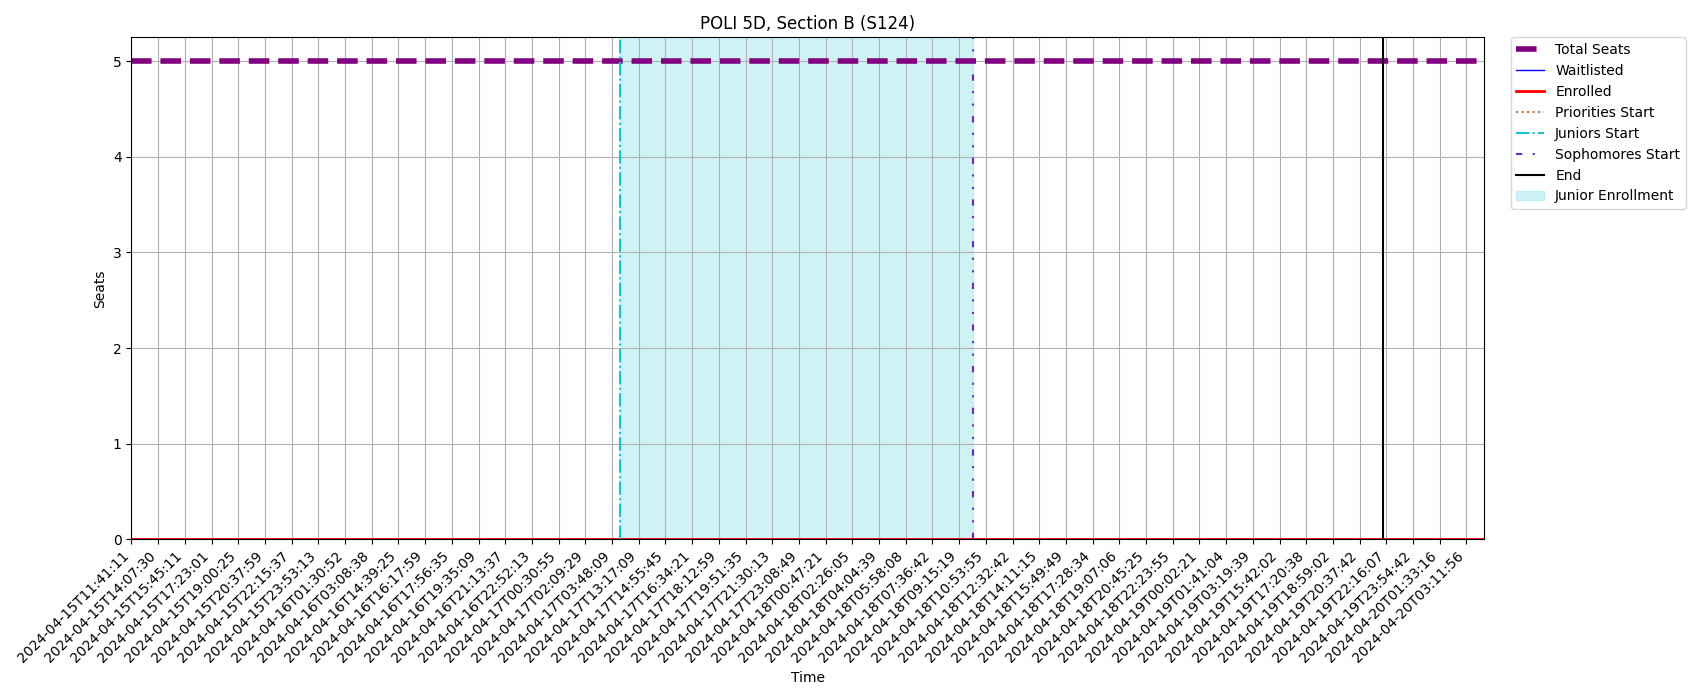 POLI 5D, Section B (S124)
Total Seats
Waitlisted
Enrolled
Priorities Start
Juniors Start
Sophomores Start
End
Junior Enrollment
Seats
5
4
3
2
1
0
2024-04-15T11:41:11
2024-04-15T14:07:30
2024-04-15T15:45:11
2024-04-15T17:23:01
2024-04-15T19:00:25
2024-04-15T20:37:59
2024-04-15T22:15:37
2024-04-15T23:53:13
2024-04-16T01:30:52
2024-04-16T03:08:38
2024-04-16T14:39:25
2024-04-16T16:17:59
2024-04-16T17:56:35
2024-04-16T19:35:09
2024-04-16T21:13:37
2024-04-16T22:52:13
2024-04-17T00:30:55
2024-04-17T02:09:29
2024-04-17T03:48:09
2024-04-17T13:17:09
2024-04-17T14:55:45
2024-04-17T16:34:21
2024-04-17T18:12:59
2024-04-17T19:51:35
2024-04-17T21:30:13
2024-04-17T23:08:49
2024-04-18T00:47:21
2024-04-18T02:26:05
2024-04-18T04:04:39
2024-04-18T05:58:08
2024-04-18T07:36:42
2024-04-18T09:15:19
2024-04-18T10:53:55
2024-04-18T12:32:42
2024-04-18T14:11:15
2024-04-18T15:49:49
2024-04-18T17:28:34
2024-04-18T19:07:06
2024-04-18T20:45:25
2024-04-18T22:23:55
2024-04-19T00:02:21
2024-04-19T01:41:04
2024-04-19T03:19:39
2024-04-19T15:42:02
2024-04-19T17:20:38
2024-04-19T18:59:02
2024-04-19T20:37:42
2024-04-19T22:16:07
2024-04-19T23:54:42
2024-04-20T01:33:16
2024-04-20T03:11:56
Time